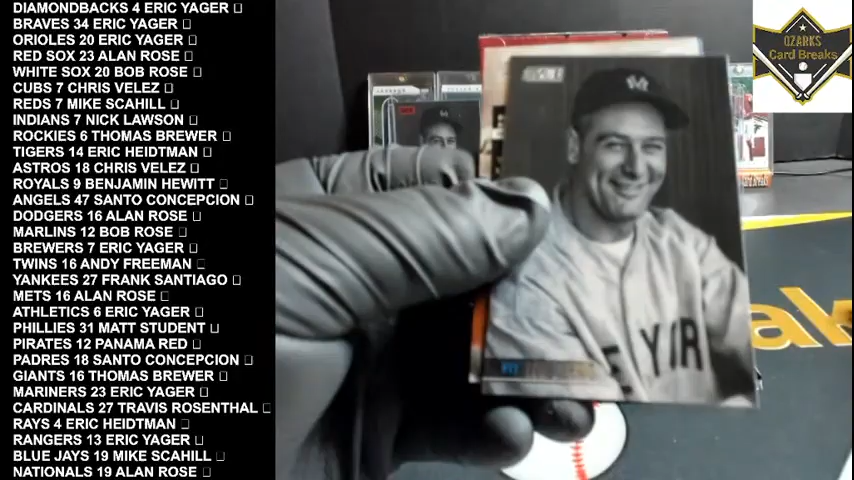 DIAMONDBACKS 4 ERIC YAGER
BRAVES 34 ERIC YAGER
ORIOLES 20 ERIC YAGER
RED SOX 23 ALAN ROSE
WHITE SOX 20 BOB ROSE
CUBS 7 CHRIS VELEZ
REDS 7 MIKE SCAHILL
INDIANS 7 NICK LAWSON
ROCKIES 6 THOMAS BREWER
TIGERS 14 ERIC HEIDTMAN
ASTROS 18 CHRIS VELEZ
ROYALS 9 BENJAMIN HEWITT
ANGELS 47 SANTO CONCEPCION
DODGERS 16 ALAN ROSE
MARLINS 12 BOB ROSE
BREWERS 7 ERIC YAGER
TWINS 16 ANDY FREEMAN
YANKEES 27 FRANK SANTIAGO
METS 16 ALAN ROSE
ATHLETICS 6 ERIC YAGER
PHILLIES 31 MATT STUDENT
PIRATES 12 PANAMA RED
PADRES 18 SANTO CONCEPCION
GIANTS 16 THOMAS BREWER
MARINERS 23 ERIC YAGER
CARDINALS 27 TRAVIS ROSENTHAL
RAYS 4 ERIC HEIDTMAN
RANGERS 13 ERIC YAGER
BLUE JAYS 19 MIKE SCAHILL
NATIONALS 19 ALAN ROSE
OZARKS
Card Breaks
NY
E YOR
ak